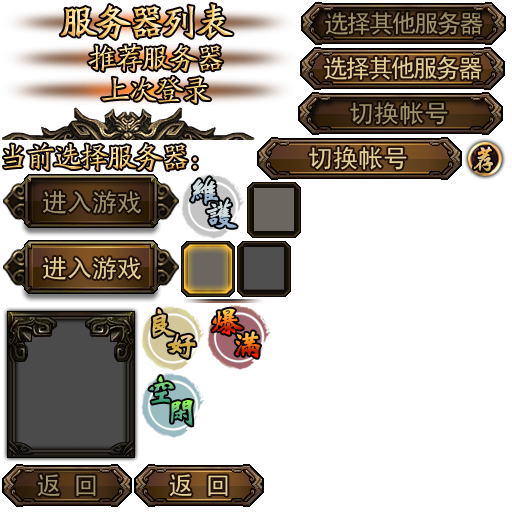 服务器列表
选择其他服务器
推荐服务器
选择其他服务器
上次登录
切换帐号
当前选择服务器：
切换帐号
荐
进入游戏
維護
进入游戏
良好
爆滿
空閑
返回
返回